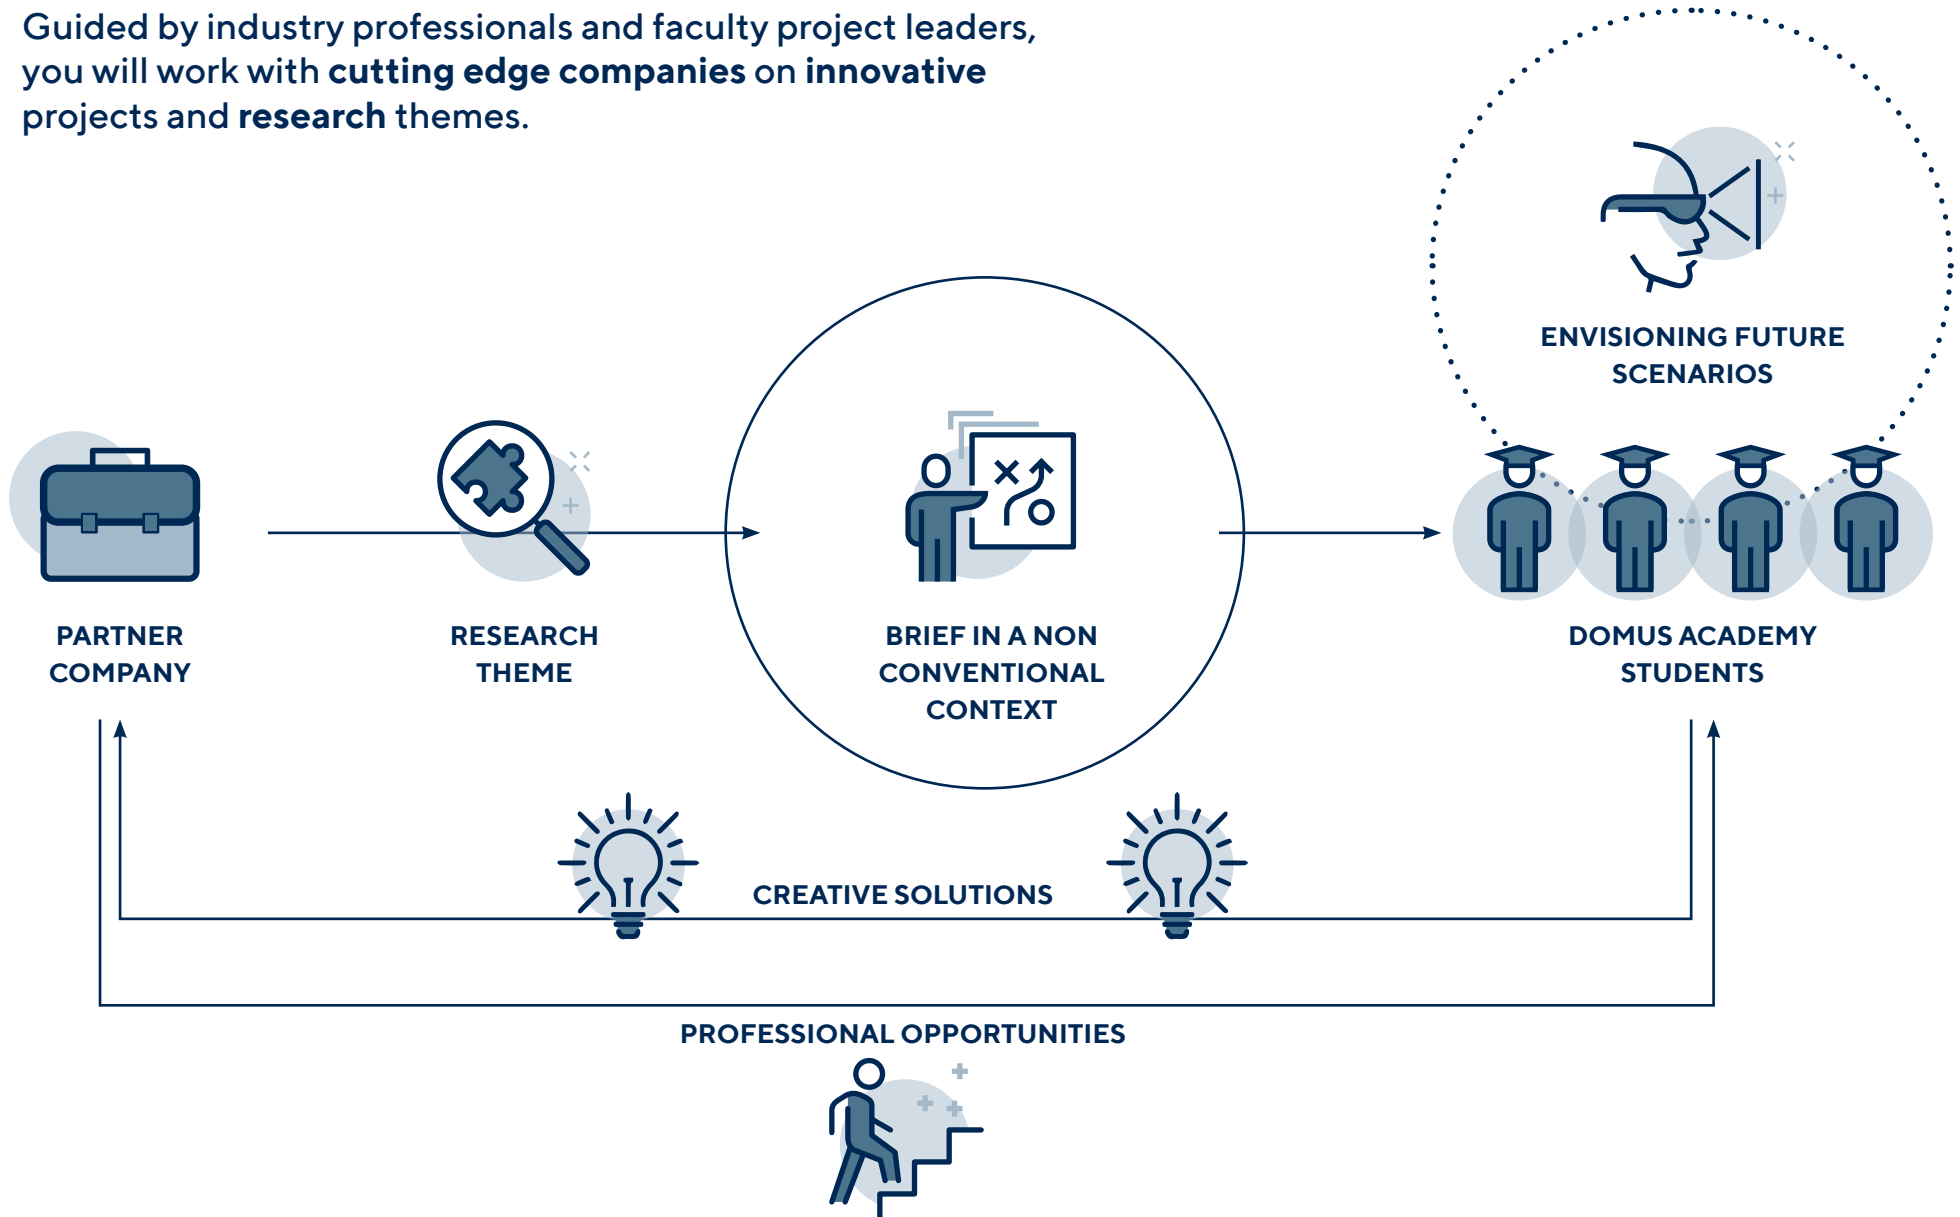 Guided by industry professionals and faculty project leaders,
you will work with cutting edge companies on innovative
projects and research themes.
ENVISIONING FUTURE
SCENARIOS
PARTNER
COMPANY
RESEARCH
THEME
BRIEF IN A NON
CONVENTIONAL
CONTEXT
DOMUS ACADEMY
STUDENTS
CREATIVE SOLUTIONS
PROFESSIONAL OPPORTUNITIES